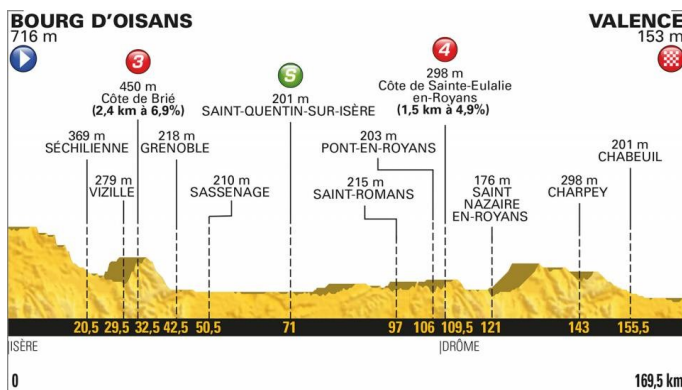 BOURG D'OISANS
716 m
VALENCE
153 m
3
450 m
Côte de Brié
(2,4 km à 6,9%)
S
201 m
SAINT-QUENTIN-SUR-ISÈRE
4
298 m
Côte de Sainte-Eulalie
en-Royans
(1,5 km à 4,9%)
369 m
SÉCHILIENNE
218 m
GRENOBLE
203 m
PONT-EN-ROYANS
201 m
CHABEUIL
279 m
VIZILLE
210 m
SASSENAGE
215 m
SAINT-ROMANS
176 m
SAINT
NAZAIRE
EN-ROYANS
298 m
CHARPEY
20,5 29,5 32,5 42,5 50,5 71 97 106 109,5 121 143 155,5
|ISÈRE
|DRÔME
0
169,5 km